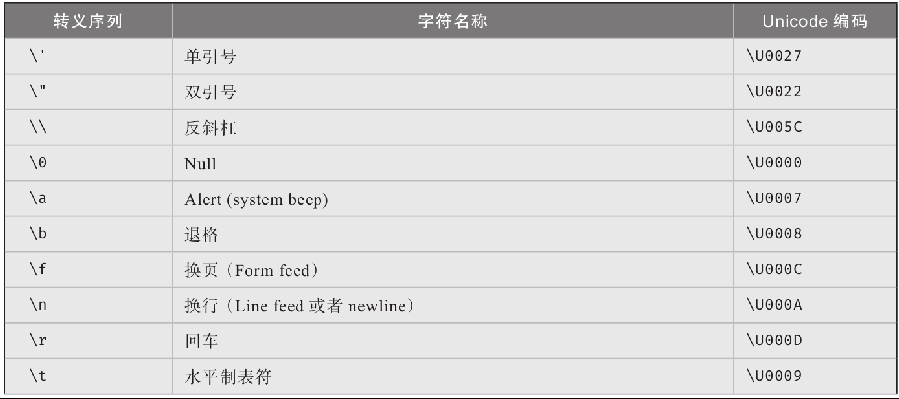 转义序列 字符名称 Unicode 编码
\' 单引号 \U0027
\" 双引号 \U0022
\\ 反斜杠 \U005C
\0 Null \U0000
\a Alert (system beep) \U0007
\b 退格 \U0008
\f 换页（Form feed） \U000C
\n 换行（Line feed 或者 newline） \U000A
\r 回车 \U000D
\t 水平制表符 \U0009